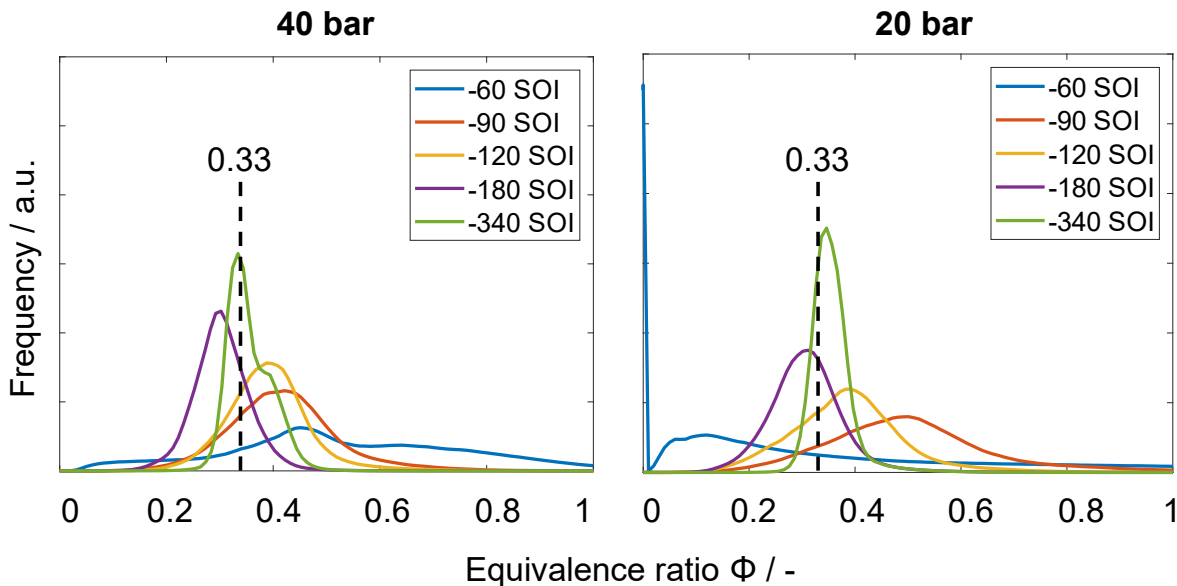 40 bar
20 bar
-60 SOI
-90 SOI
-120 SOI
-180 SOI
-340 SOI
-60 SOI
-90 SOI
-120 SOI
-180 SOI
-340 SOI
0.33
0.33
Frequency / a.u.
0 0.2 0.4 0.6 0.8 1
0 0.2 0.4 0.6 0.8 1
Equivalence ratio Φ / -